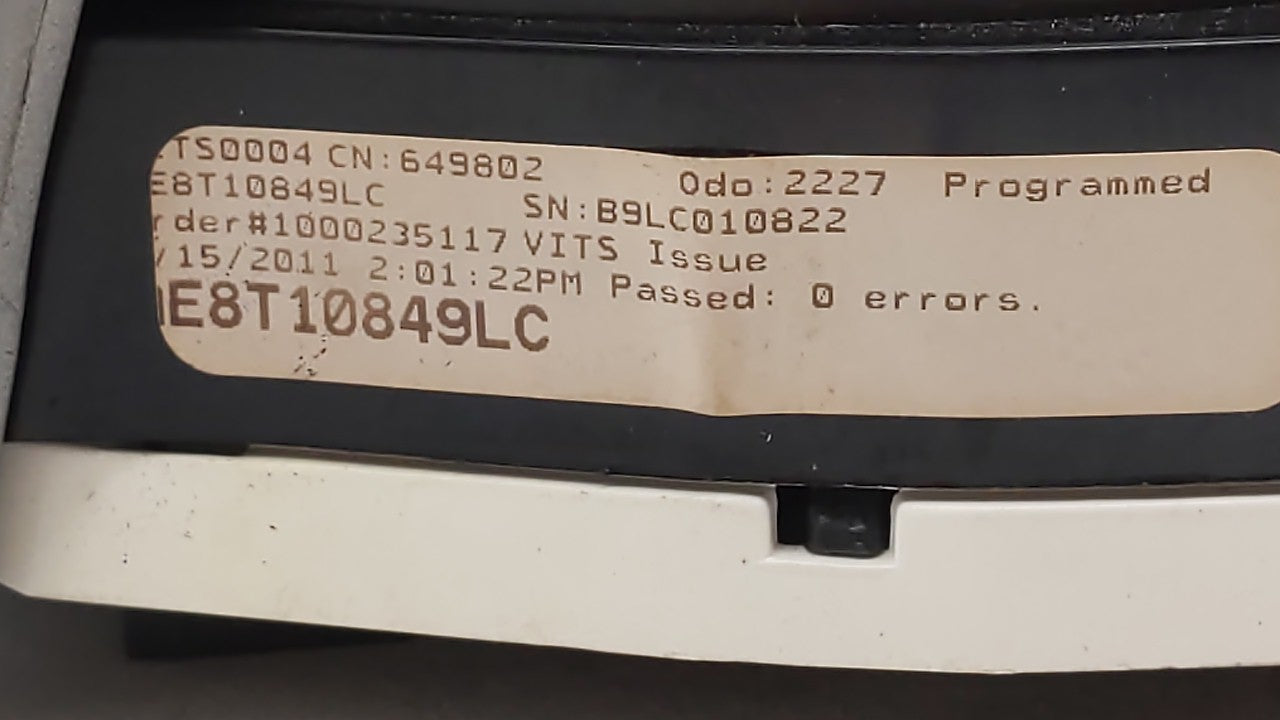 TS0004 CN:649802 Odo:2227 Programmed
E8T10849LC SN:B9LC010822
rder#1000235117 VITS Issue
/15/2011 2:01:22PM Passed: 0 errors.
E8T10849LC